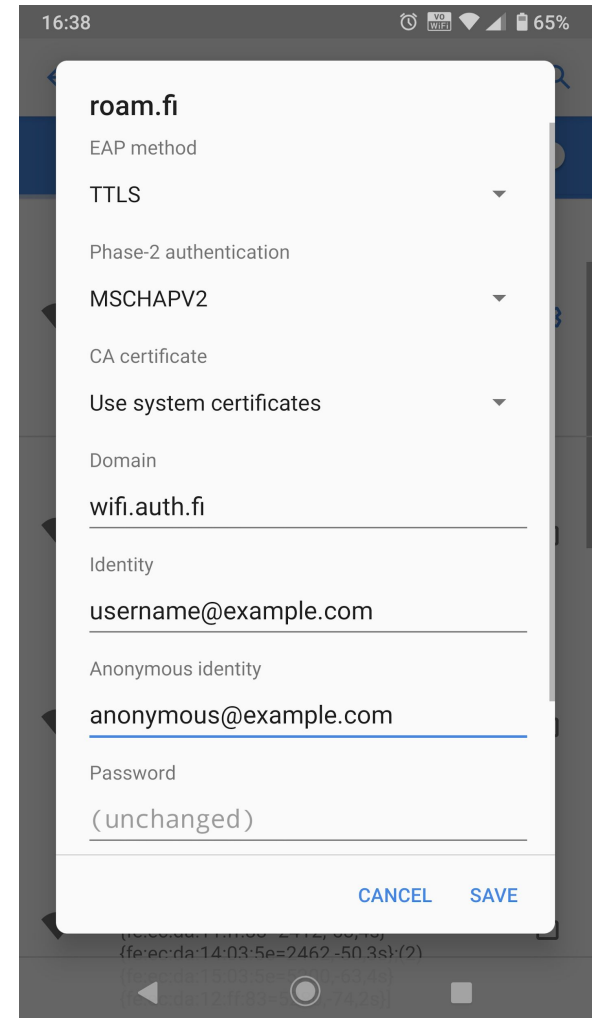 16:38
VO WiFi 65%
roam.fi
EAP method
TTLS
Phase-2 authentication
MSCHAPV2
CA certificate
Use system certificates
Domain
wifi.auth.fi
Identity
username@example.com
Anonymous identity
anonymous@example.com
Password
(unchanged)
CANCEL SAVE
{fe:ec:da:14:03:5e=2462,-50,3s};(2)